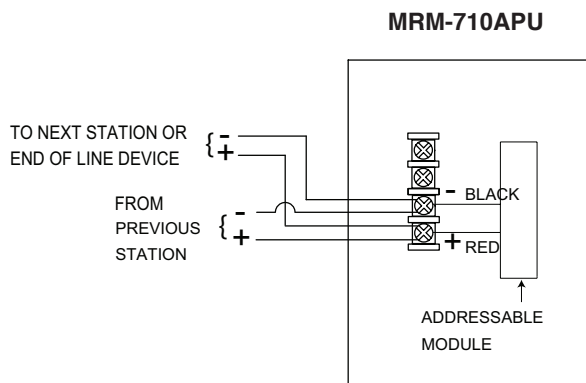 MRM-710APU
TO NEXT STATION OR
END OF LINE DEVICE
{ -
+
FROM
PREVIOUS
STATION
{ -
+
- BLACK
+ RED
ADDRESSABLE
MODULE